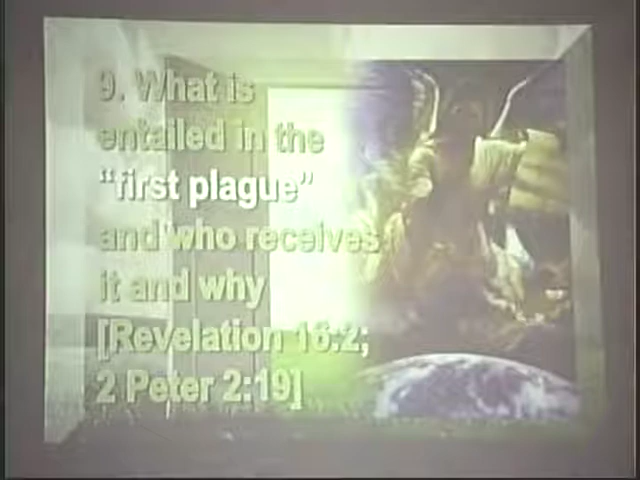 9. What is
entailed in the
“first plague”
and who receives
it and why
[Revelation 16:2;
2 Peter 2:19]